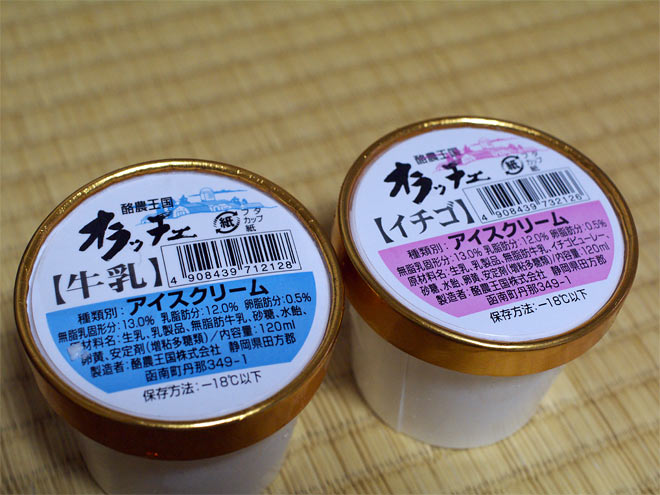 酪農王国
オラッチェ
フタ
カップ
紙
紙
【牛乳】
4 908439 712128
種類別：アイスクリーム
無脂乳固形分：13.0% 乳脂肪分：12.0% 卵脂肪分：0.5%
原材料名：生乳、乳製品、無脂肪牛乳、砂糖、水飴、
卵黄、安定剤(増粘多糖類)／内容量：120ml
製造者：酪農王国株式会社 静岡県田方郡
函南町丹那349-1
保存方法：－18℃以下
酪農王国
オラッチェ
フタ
カップ
紙
紙
【イチゴ】
4 908439 732126
種類別：アイスクリーム
無脂乳固形分：13.0% 乳脂肪分：12.0% 卵脂肪分：0.5%
原材料名：生乳、乳製品、無脂肪牛乳、イチゴピューレー、
砂糖、水飴、卵黄、安定剤(増粘多糖類)／内容量：120ml
製造者：酪農王国株式会社 静岡県田方郡
函南町丹那349-1
保存方法：－18℃以下